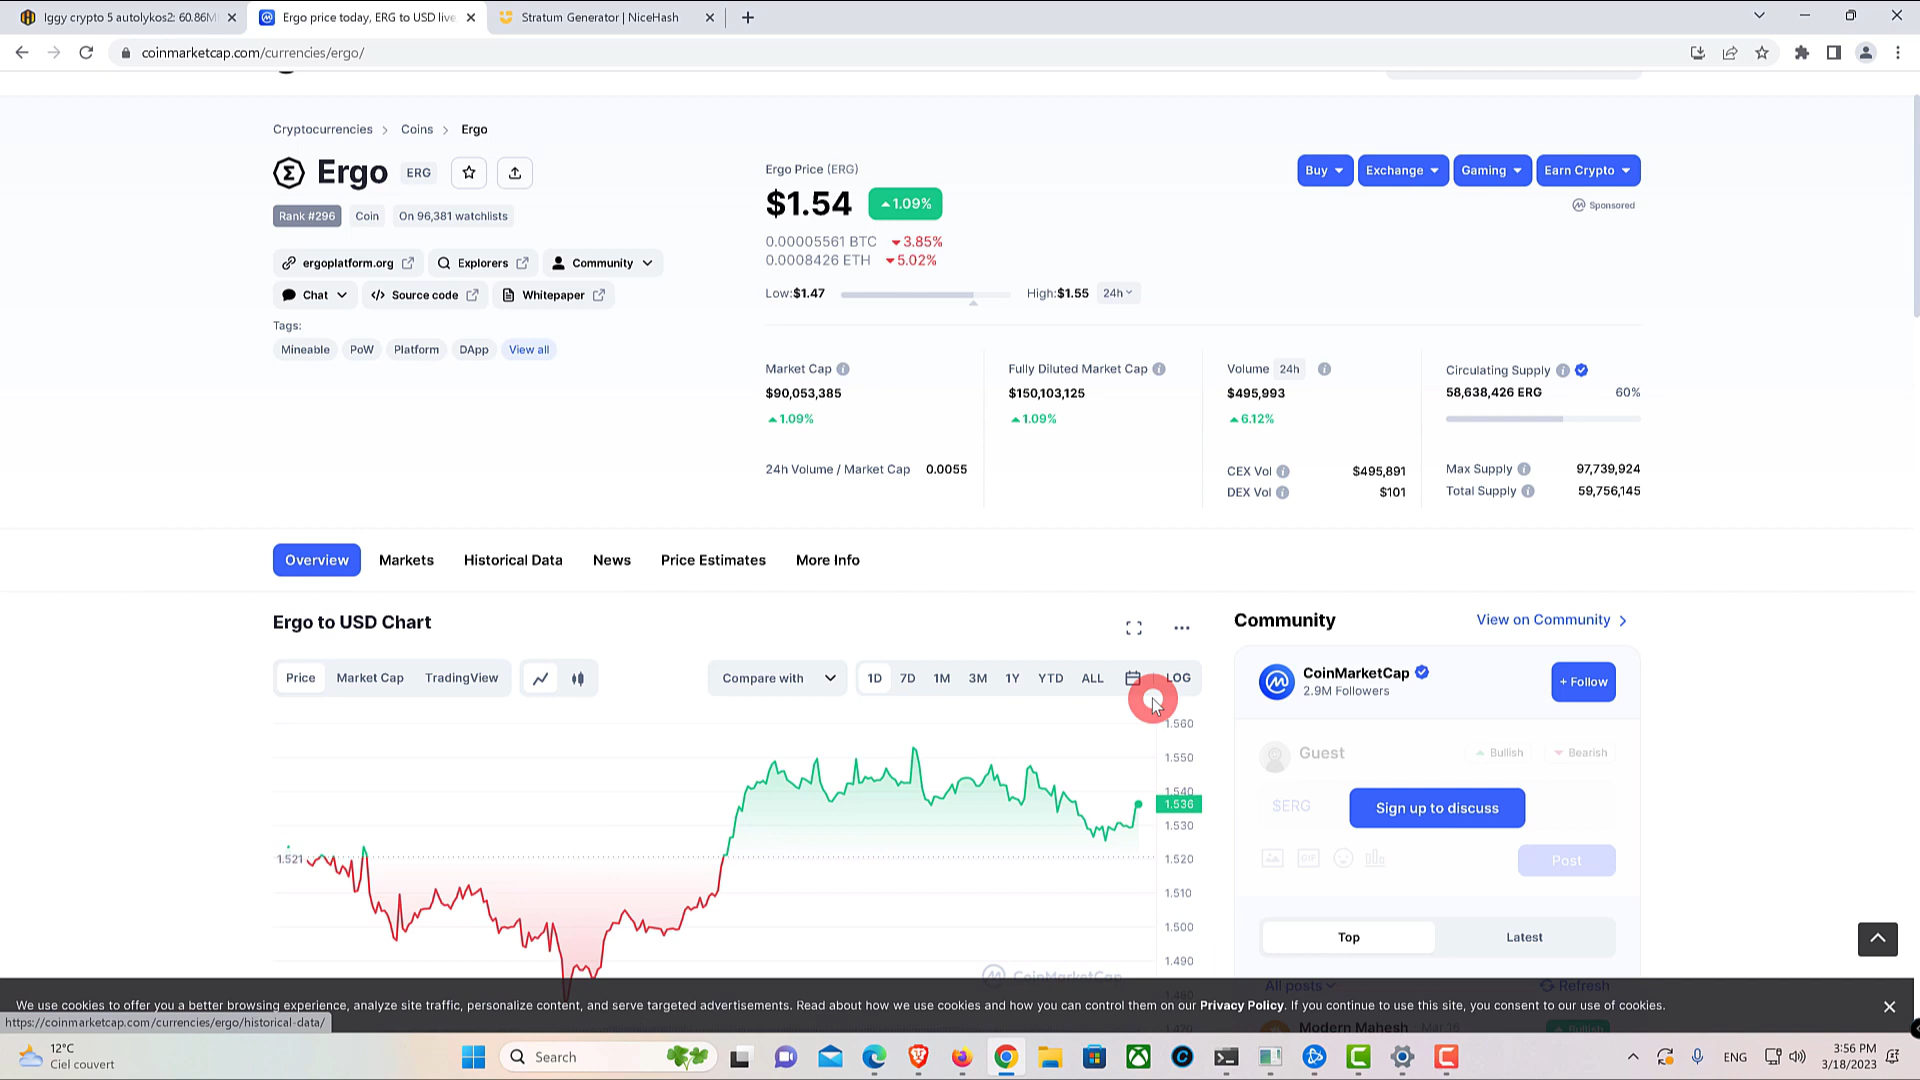 Iggy crypto 5 autolykos2: 60.86M
Ergo price today, ERG to USD live
Stratum Generator | NiceHash
coinmarketcap.com/currencies/ergo/
Cryptocurrencies > Coins > Ergo
Ergo ERG
Rank #296 Coin On 96,381 watchlists
ergoplatform.org Explorers Community
Chat </> Source code Whitepaper
Tags:
Mineable PoW Platform DApp View all
Ergo Price (ERG)
$1.54 1.09%
0.00005561 BTC 3.85%
0.0008426 ETH 5.02%
Low:$1.47 High:$1.55 24h
Buy Exchange Gaming Earn Crypto
Sponsored
Market Cap
$90,053,385
1.09%
24h Volume / Market Cap 0.0055
Fully Diluted Market Cap
$150,103,125
1.09%
Volume 24h
$495,993
6.12%
CEX Vol $495,891
DEX Vol $101
Circulating Supply
58,638,426 ERG 60%
Max Supply 97,739,924
Total Supply 59,756,145
Overview Markets Historical Data News Price Estimates More Info
Ergo to USD Chart
Price Market Cap TradingView
Compare with 1D 7D 1M 3M 1Y YTD ALL LOG
1.560
1.550
1.540
1.536
1.530
1.521
1.520
1.510
1.500
1.490
CoinMarketCap
Community View on Community
CoinMarketCap
2.9M Followers
+ Follow
Guest Bullish Bearish
$ERG
Sign up to discuss
GIF
Post
Top Latest
All posts Refresh
Modern Mahesh Mar 16 Bullish
We use cookies to offer you a better browsing experience, analyze site traffic, personalize content, and serve targeted advertisements. Read about how we use cookies and how you can control them on our Privacy Policy. If you continue to use this site, you consent to our use of cookies.
https://coinmarketcap.com/currencies/ergo/historical-data/
12°C
Ciel couvert
Search
ENG
3:56 PM
3/18/2023